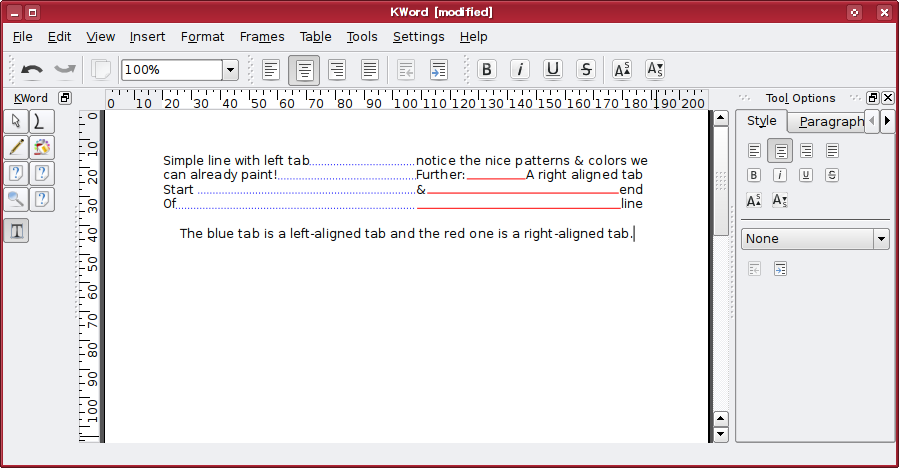 KWord [modified]
File Edit View Insert Format Frames Table Tools Settings Help
100% B i U S A S A S
KWord
0 10 20 30 40 50 60 70 80 90 100 110 120 130 140 150 160 170 180 190 200
Tool Options
Style Paragraph
0
10
20
30
40
50
60
70
80
90
100
Simple line with left tab notice the nice patterns & colors we
can already paint! Further: A right aligned tab
Start & end
Of line
The blue tab is a left-aligned tab and the red one is a right-aligned tab.
T
B i U S
A S A S
None